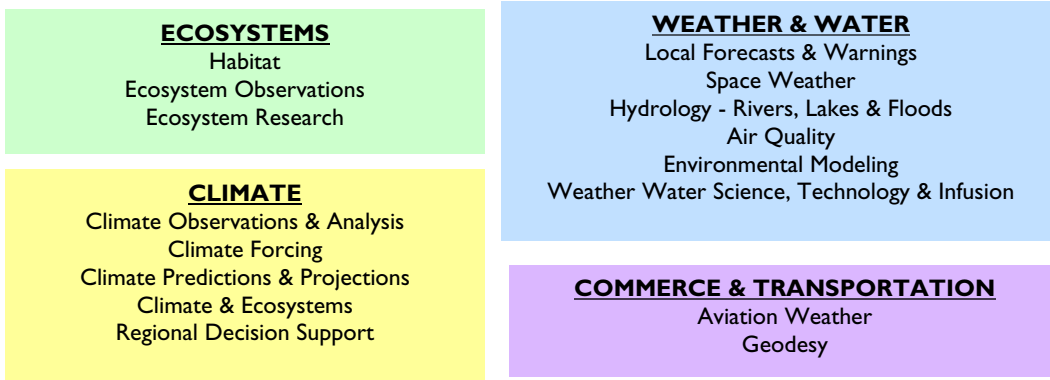 ECOSYSTEMS
Habitat
Ecosystem Observations
Ecosystem Research
CLIMATE
Climate Observations & Analysis
Climate Forcing
Climate Predictions & Projections
Climate & Ecosystems
Regional Decision Support
WEATHER & WATER
Local Forecasts & Warnings
Space Weather
Hydrology - Rivers, Lakes & Floods
Air Quality
Environmental Modeling
Weather Water Science, Technology & Infusion
COMMERCE & TRANSPORTATION
Aviation Weather
Geodesy